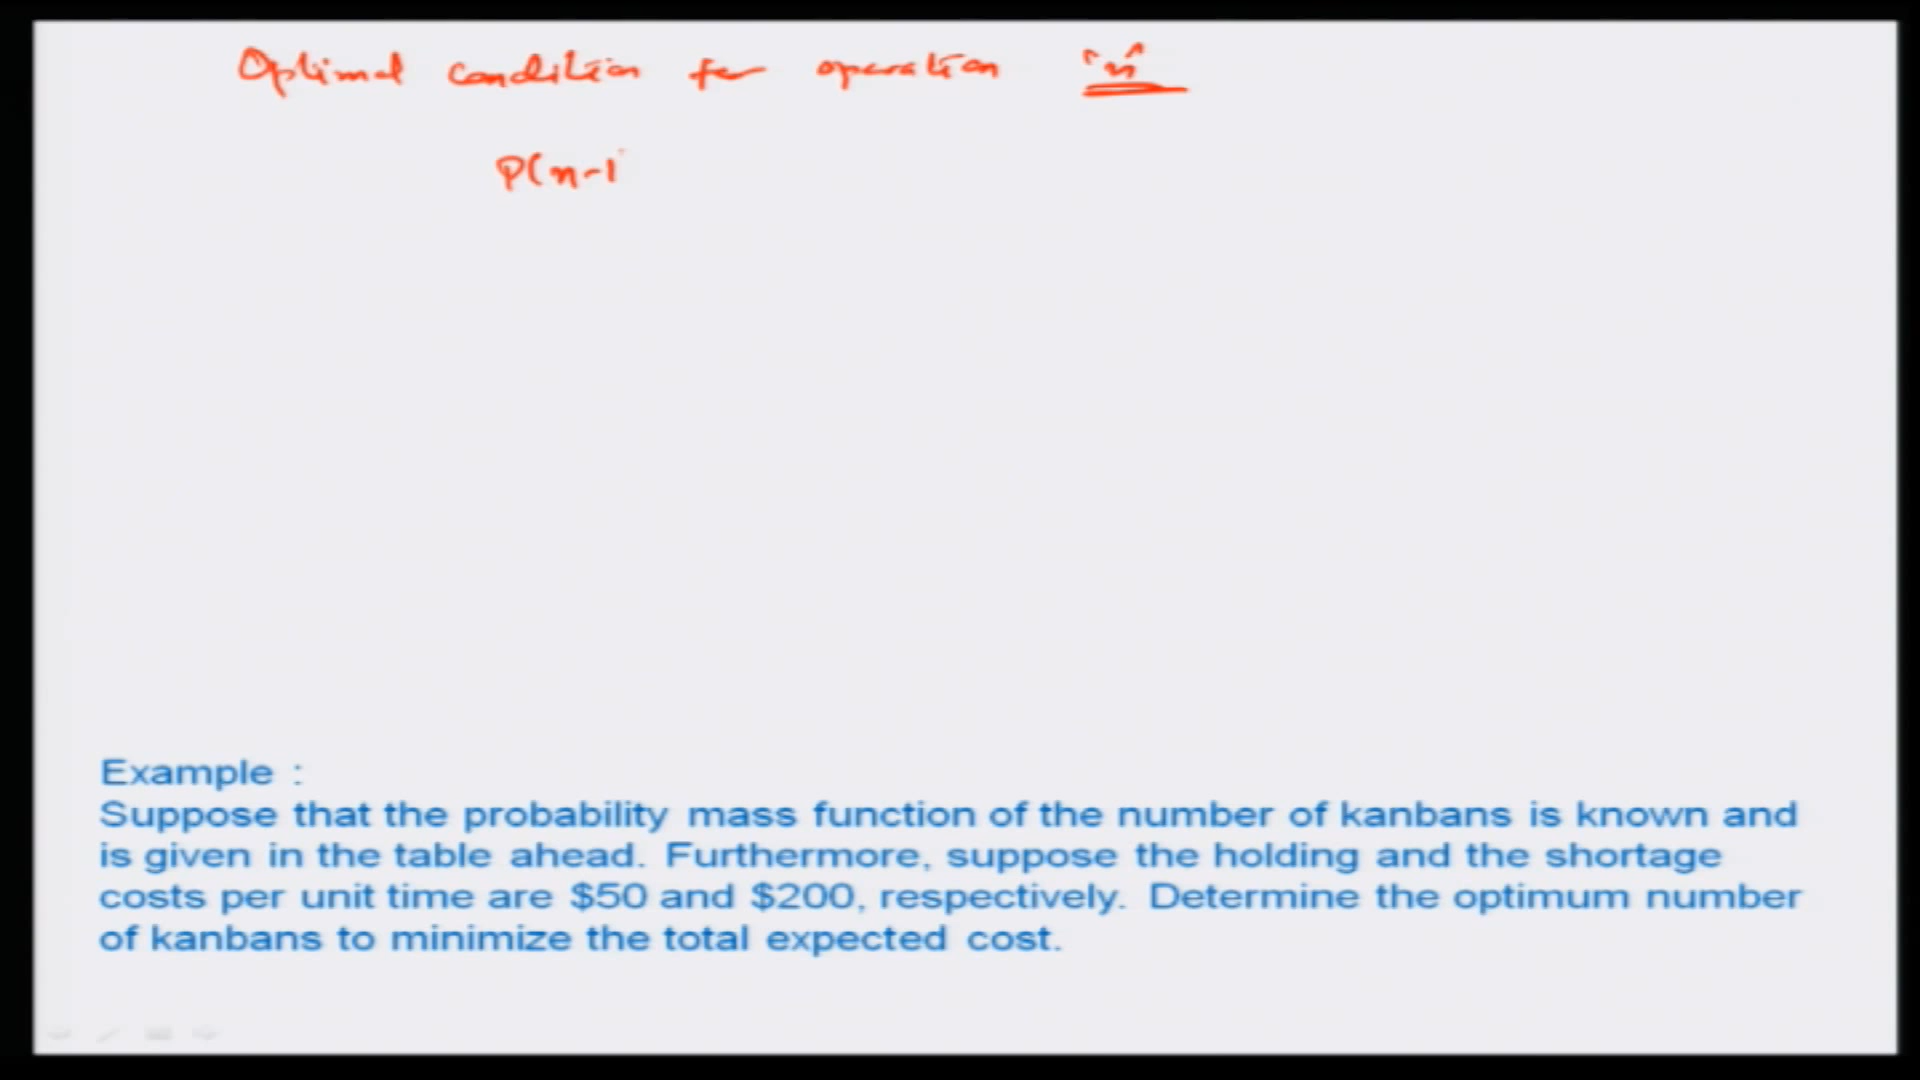 Optimal condition for operation "n"
P(n-1
Example :
Suppose that the probability mass function of the number of kanbans is known and
is given in the table ahead. Furthermore, suppose the holding and the shortage
costs per unit time are $50 and $200, respectively. Determine the optimum number
of kanbans to minimize the total expected cost.